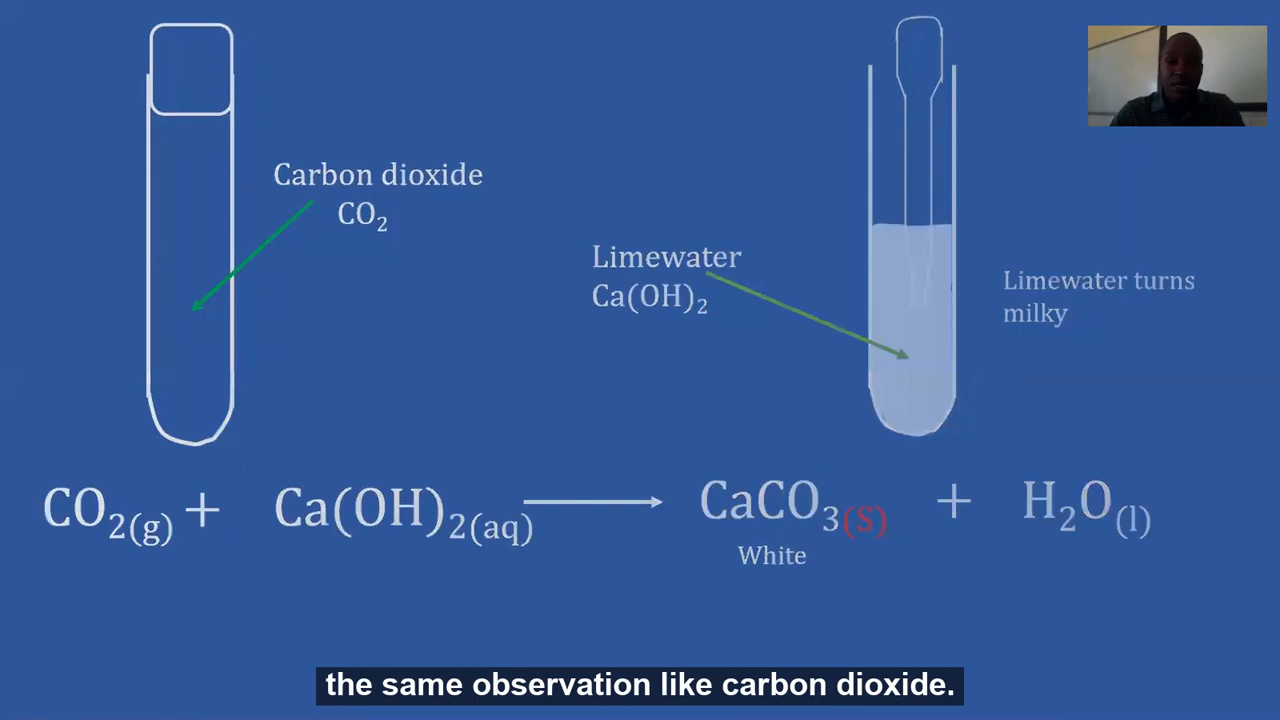 Carbon dioxide
CO₂
Limewater
Ca(OH)₂
Limewater turns
milky
CO₂(g) + Ca(OH)₂(aq) ⟶ CaCO₃(S) + H₂O(l)
White
the same observation like carbon dioxide.